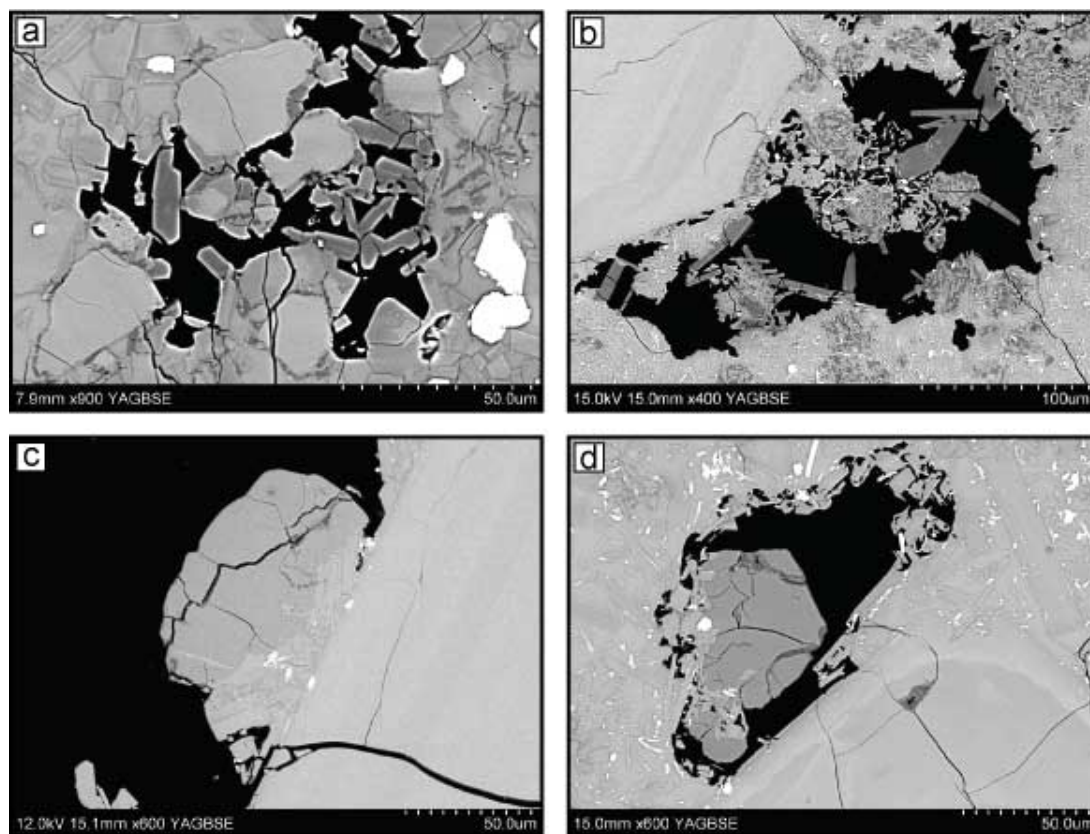 a
b
7.9mm x900 YAGBSE 50.0um
15.0kV 15.0mm x400 YAGBSE 100um
c
d
12.0kV 15.1mm x600 YAGBSE 50.0um
15.0mm x600 YAGBSE 50.0um